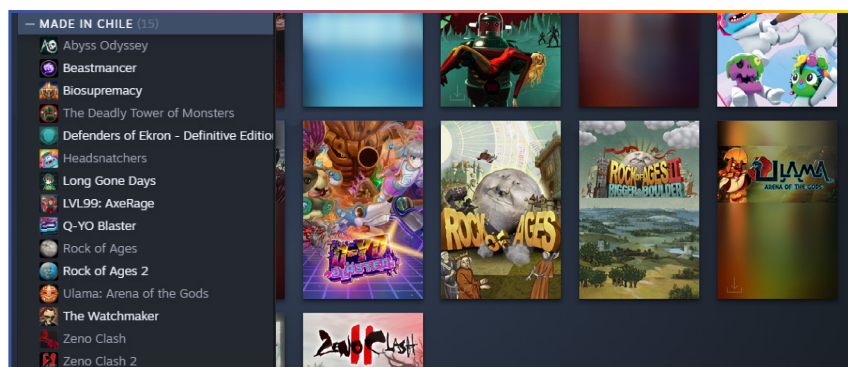 — MADE IN CHILE (15)
Abyss Odyssey
Beastmancer
Biosupremacy
The Deadly Tower of Monsters
Defenders of Ekron - Definitive Editio
Headsnatchers
Long Gone Days
LVL99: AxeRage
Q-YO Blaster
Rock of Ages
Rock of Ages 2
Ulama: Arena of the Gods
The Watchmaker
Zeno Clash
Zeno Clash 2
Q-YO
BLASTER
ROCK OF AGES
ROCK OF AGES II
BIGGER & BOULDER
ULAMA
ARENA OF THE GODS
ZENO CLASH
II